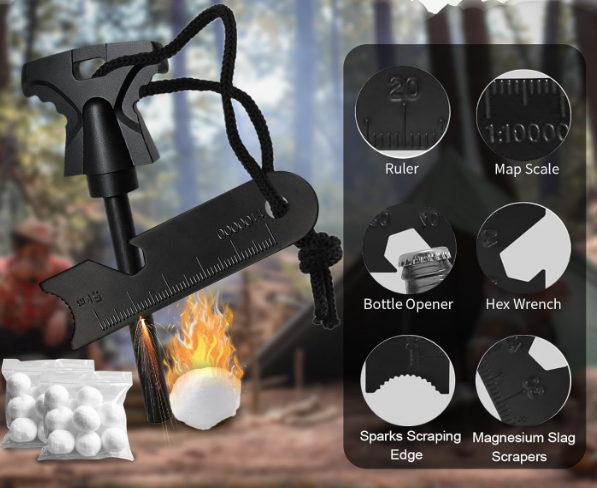 20
1:10000
Ruler
Map Scale
Bottle Opener
Hex Wrench
Sparks Scraping
Edge
Magnesium Slag
Scrapers